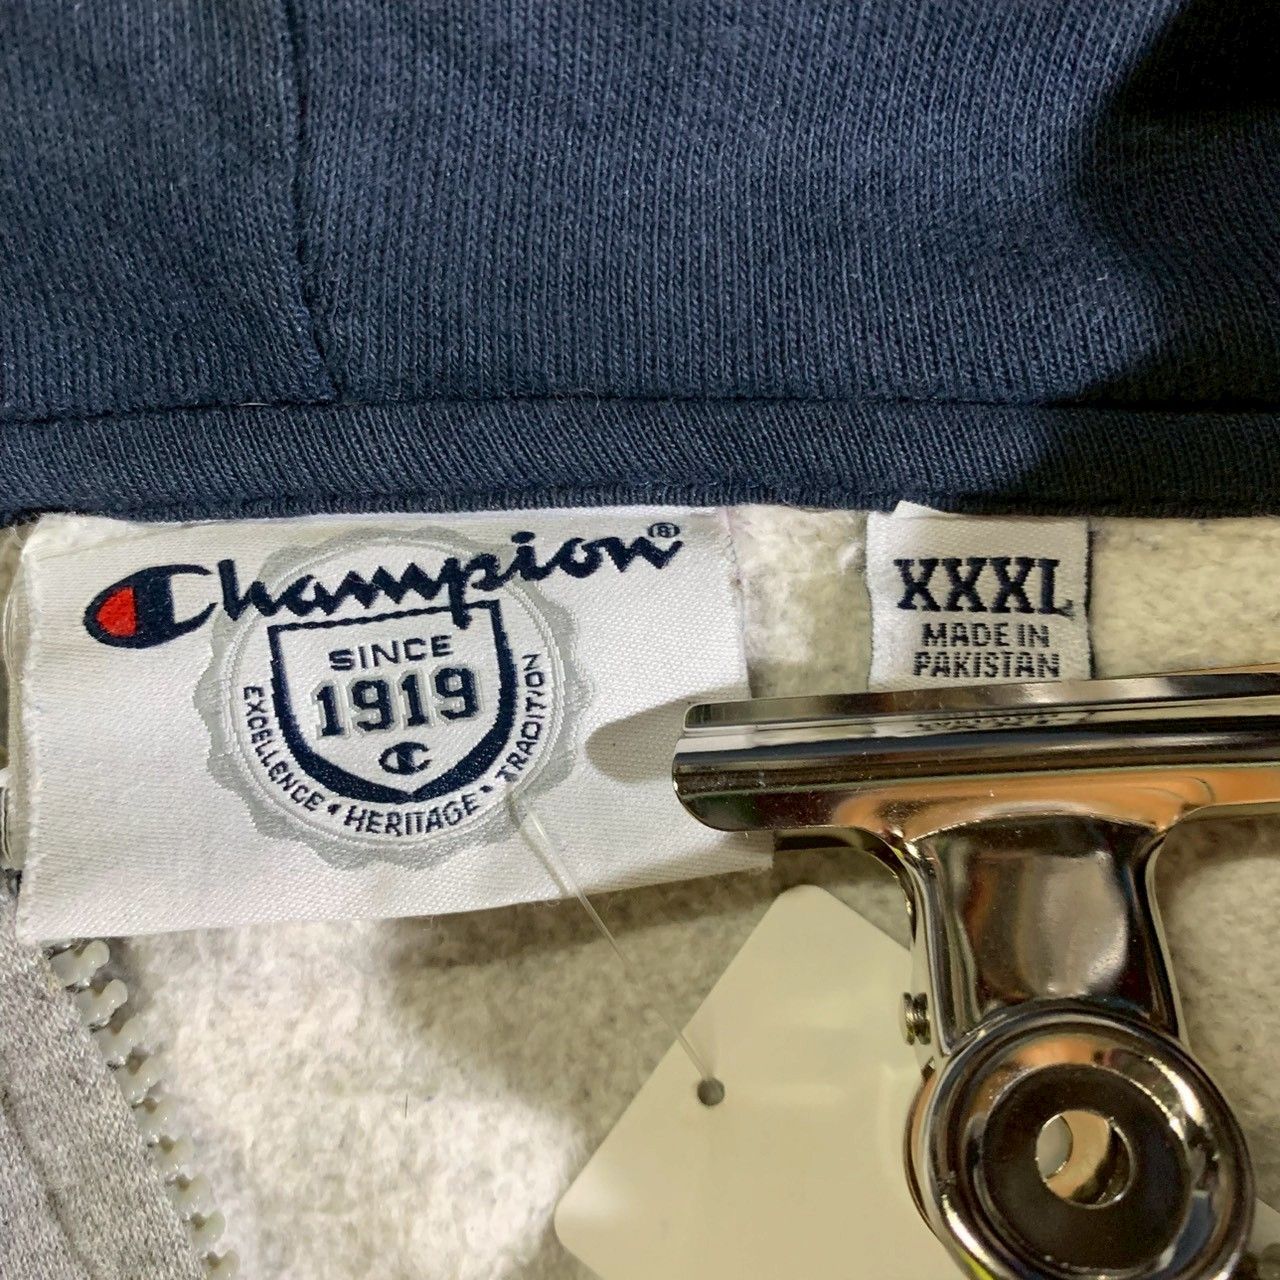 Champion®
SINCE
1919
EXCELLENCE • HERITAGE • TRADITION
XXXL
MADE IN
PAKISTAN